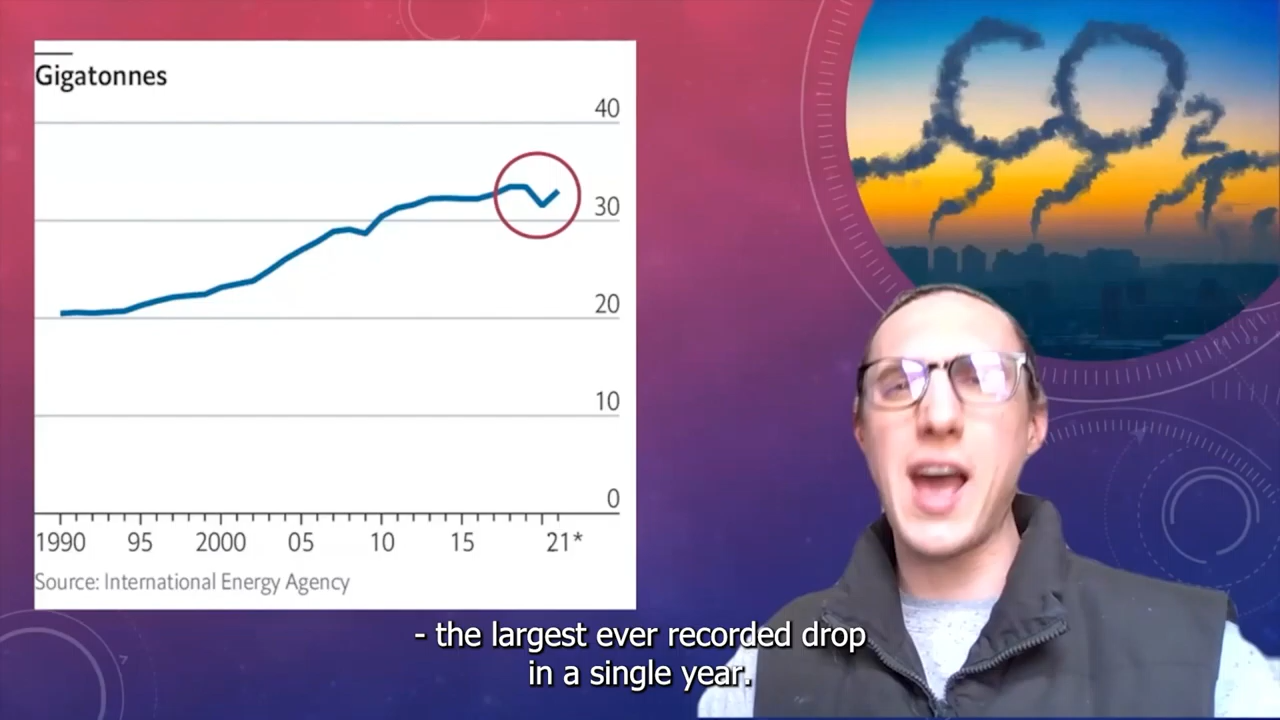 Gigatonnes
40
30
20
10
0
1990 95 2000 05 10 15 21*
Source: International Energy Agency
CO2
- the largest ever recorded drop
in a single year.